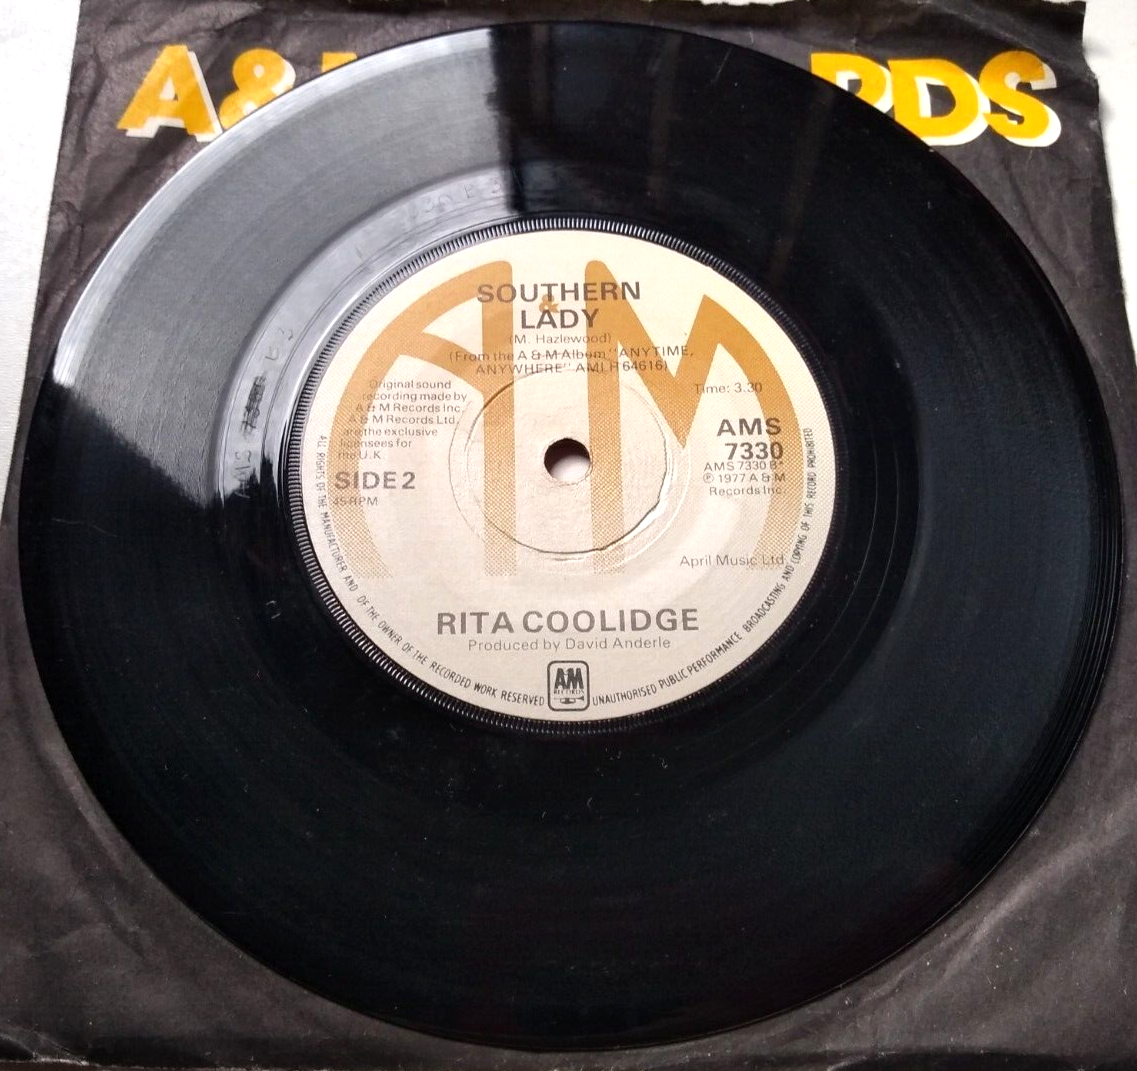 A&
RDS
SOUTHERN
&
LADY
(M. Hazlewood)
(From the A & M Album "ANYTIME,
ANYWHERE" AMLH 64616)
Original sound
recording made by
A & M Records Inc.
A & M Records Ltd.
are the exclusive
licensees for
the U.K
SIDE 2
45 RPM
Time: 3.30
AMS
7330
AMS 7330 B*
℗ 1977 A & M
Records Inc.
April Music Ltd.
RITA COOLIDGE
Produced by David Anderle
A&M
RECORDS
ALL RIGHTS OF THE MANUFACTURER AND OF THE OWNER OF THE RECORDED WORK RESERVED
UNAUTHORISED PUBLIC PERFORMANCE BROADCASTING AND COPYING OF THIS RECORD PROHIBITED